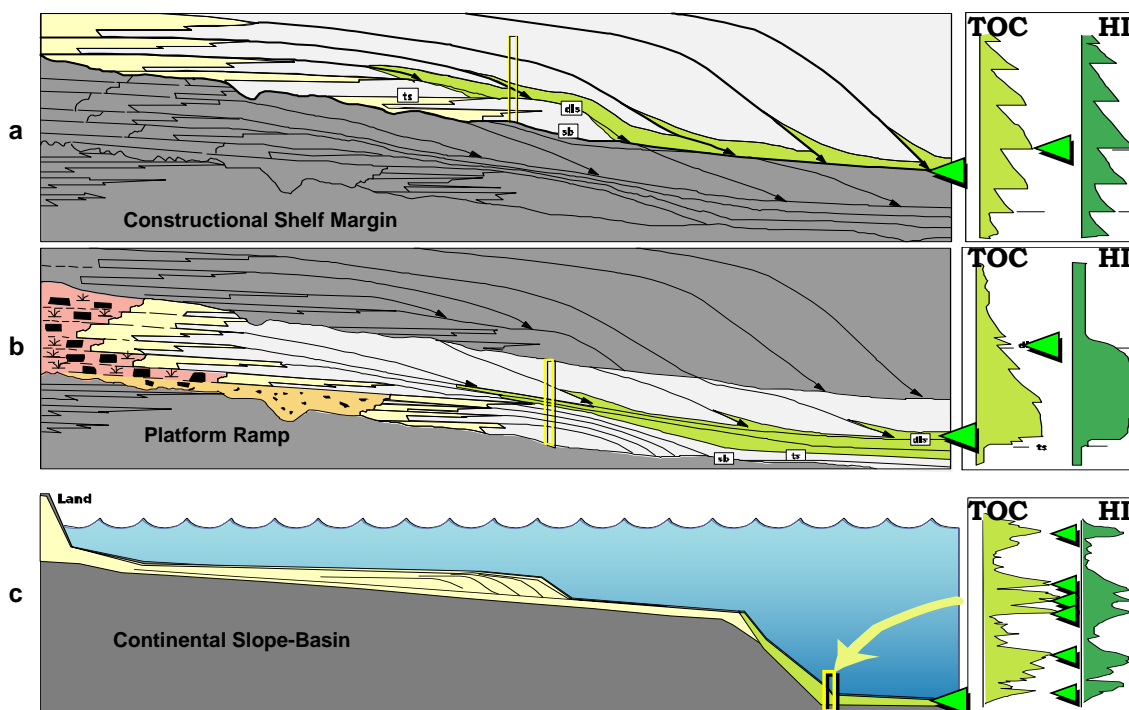 TOC HI
a
ts
dls
sb
Constructional Shelf Margin
TOC HI
b
dls
ts
Platform Ramp
dls
sb
ts
Land
TOC HI
c
Continental Slope-Basin